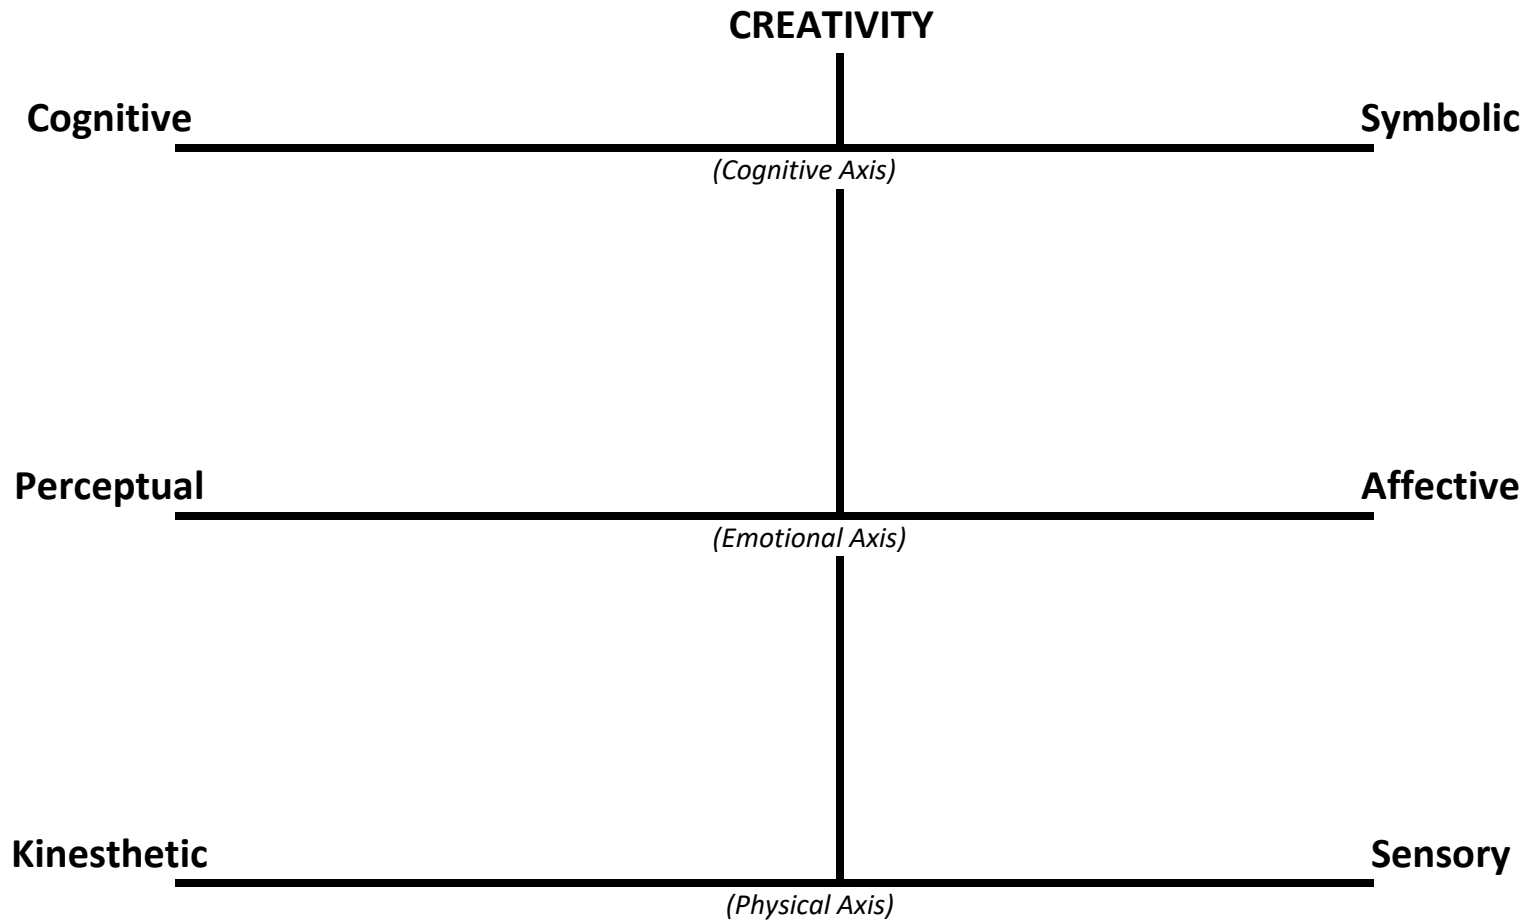 CREATIVITY
Cognitive
Symbolic
(Cognitive Axis)
Perceptual
Affective
(Emotional Axis)
Kinesthetic
Sensory
(Physical Axis)